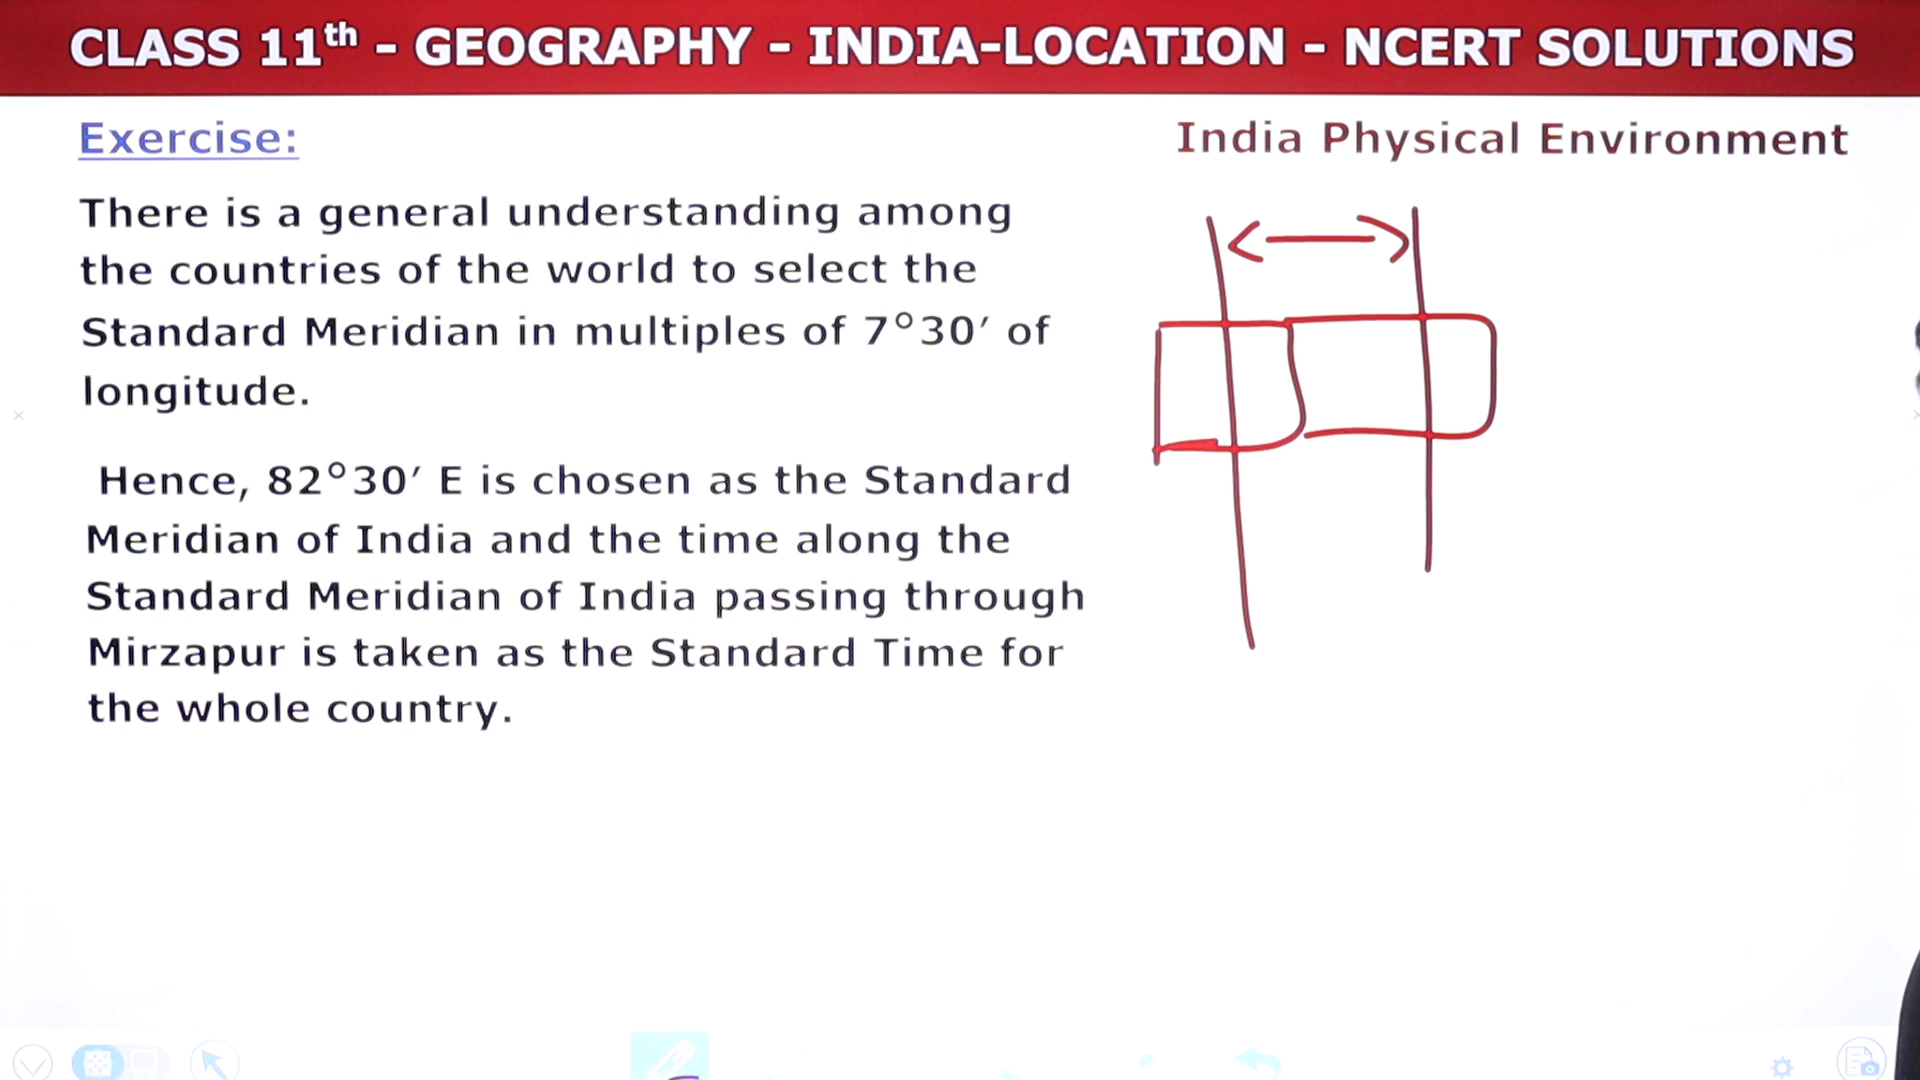 CLASS 11th - GEOGRAPHY - INDIA-LOCATION - NCERT SOLUTIONS
Exercise:
India Physical Environment
There is a general understanding among
the countries of the world to select the
Standard Meridian in multiples of 7°30′ of
longitude.
Hence, 82°30′ E is chosen as the Standard
Meridian of India and the time along the
Standard Meridian of India passing through
Mirzapur is taken as the Standard Time for
the whole country.